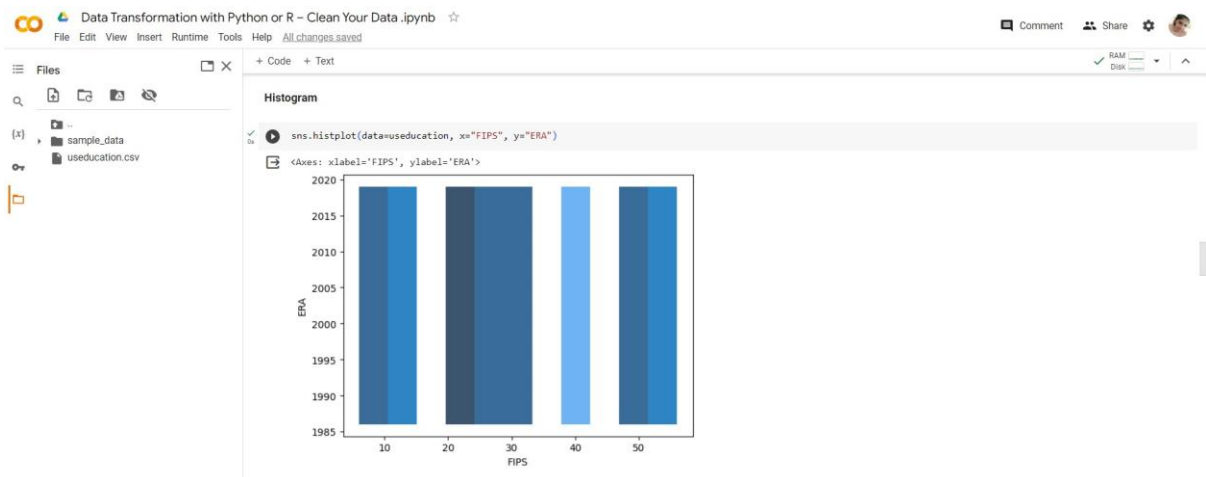 Data Transformation with Python or R – Clean Your Data .ipynb
File Edit View Insert Runtime Tools Help All changes saved
Comment Share
Files
+ Code + Text
RAM
Disk
..
sample_data
useducation.csv
{x}
Histogram
0s
sns.histplot(data=useducation, x="FIPS", y="ERA")
<Axes: xlabel='FIPS', ylabel='ERA'>
2020
2015
2010
2005
2000
1995
1990
1985
ERA
10 20 30 40 50
FIPS